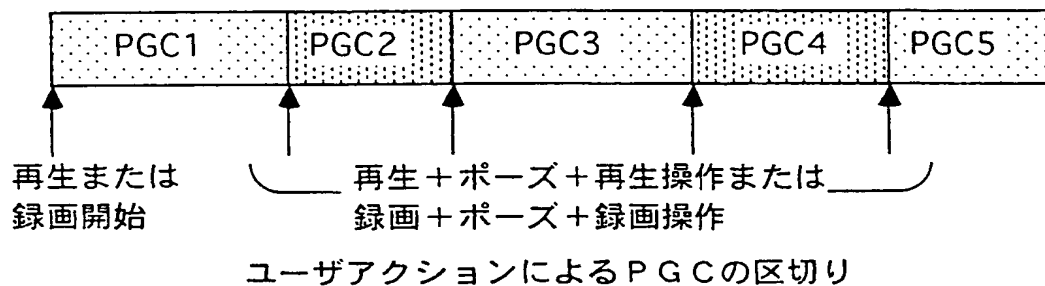 PGC1 PGC2 PGC3 PGC4 PGC5
再生または
録画開始
再生＋ポーズ＋再生操作または
録画＋ポーズ＋録画操作
ユーザアクションによるＰＧＣの区切り